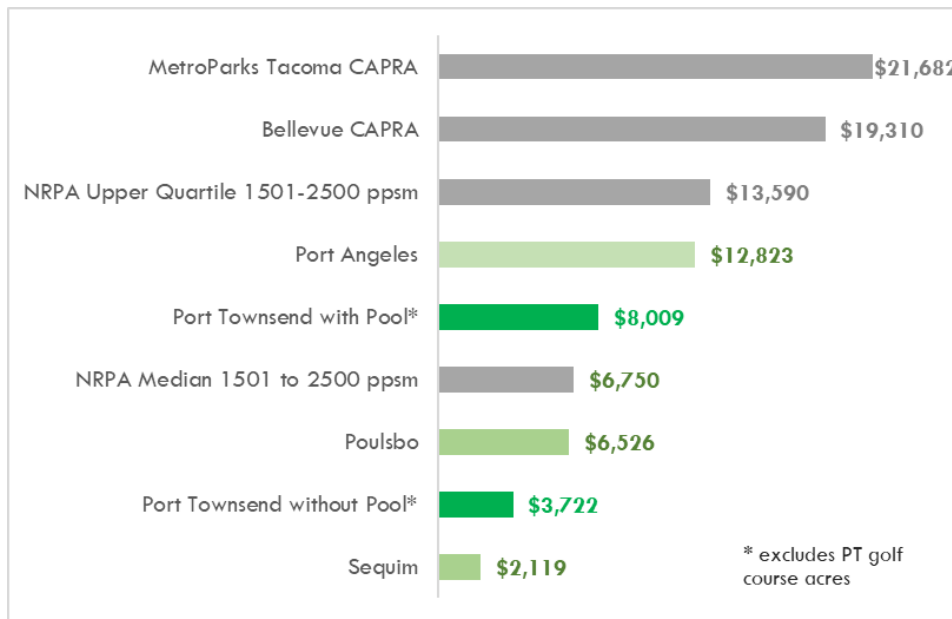 MetroParks Tacoma CAPRA $21,682
Bellevue CAPRA $19,310
NRPA Upper Quartile 1501-2500 ppsm $13,590
Port Angeles $12,823
Port Townsend with Pool* $8,009
NRPA Median 1501 to 2500 ppsm $6,750
Poulsbo $6,526
Port Townsend without Pool* $3,722
Sequim $2,119
* excludes PT golf
course acres